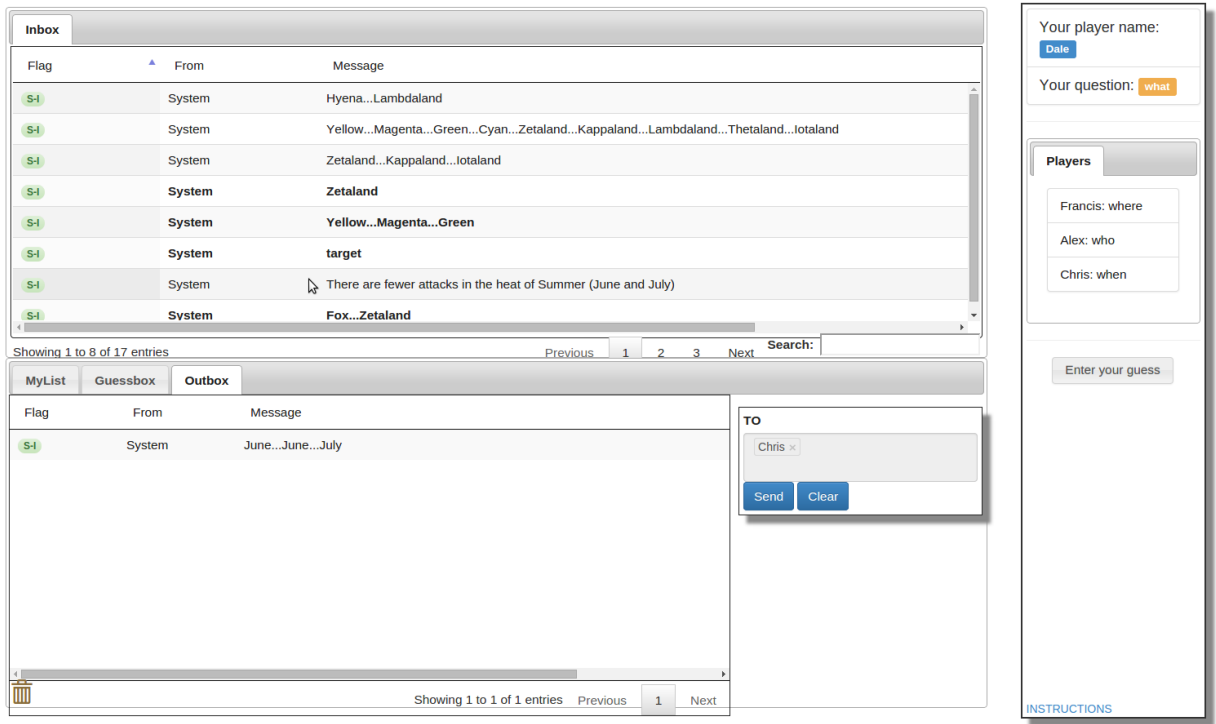 Inbox
Flag From Message
S-I System Hyena...Lambdaland
S-I System Yellow...Magenta...Green...Cyan...Zetaland...Kappaland...Lambdaland...Thetaland...Iotaland
S-I System Zetaland...Kappaland...Iotaland
S-I System Zetaland
S-I System Yellow...Magenta...Green
S-I System target
S-I System There are fewer attacks in the heat of Summer (June and July)
S-I System Fox...Zetaland
Showing 1 to 8 of 17 entries Previous 1 2 3 Next Search:
MyList Guessbox Outbox
Flag From Message
S-I System June...June...July
Showing 1 to 1 of 1 entries Previous 1 Next
TO
Chris ×
Send Clear
Your player name:
Dale
Your question: what
Players
Francis: where
Alex: who
Chris: when
Enter your guess
INSTRUCTIONS